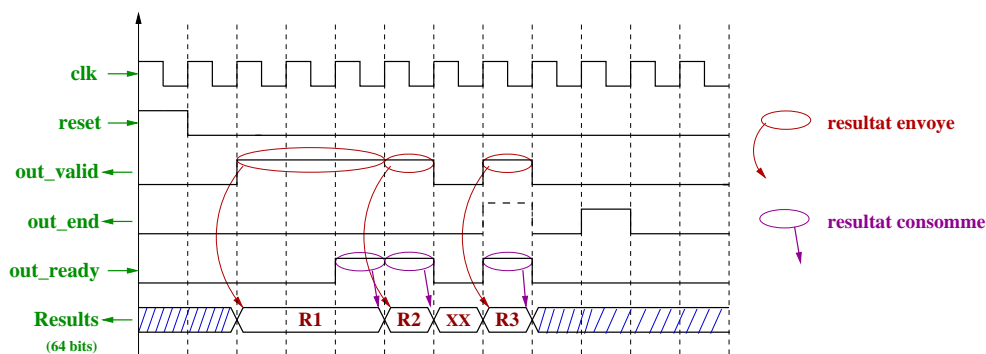 clk
reset
resultat envoye
out_valid
out_end
resultat consomme
out_ready
Results
R1
R2
XX
R3
(64 bits)